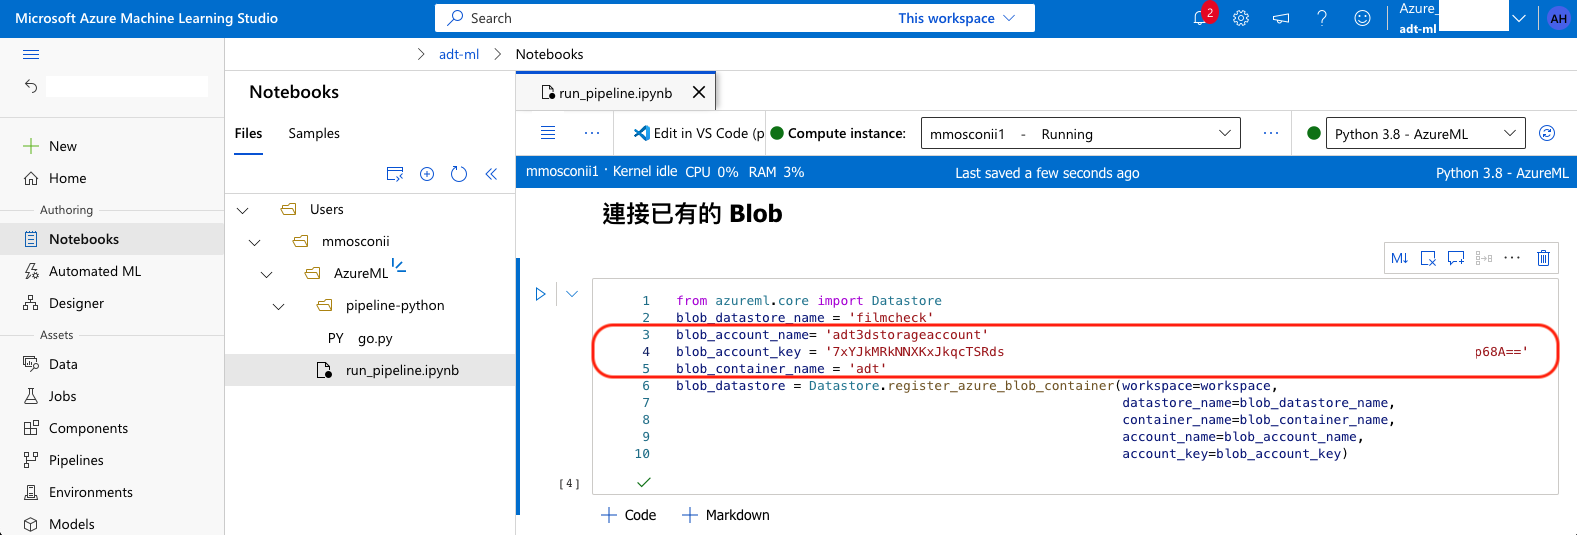 Microsoft Azure Machine Learning Studio
Search
This workspace
2
Azure_
adt-ml
AH
adt-ml
Notebooks
New
Home
Authoring
Notebooks
Automated ML
Designer
Assets
Data
Jobs
Components
Pipelines
Environments
Models
Notebooks
Files
Samples
Users
mmosconii
AzureML
pipeline-python
PY go.py
run_pipeline.ipynb
run_pipeline.ipynb
Edit in VS Code (p
Compute instance:
mmosconii1 - Running
Python 3.8 - AzureML
mmosconii1 · Kernel idle CPU 0% RAM 3%
Last saved a few seconds ago
Python 3.8 - AzureML
連接已有的 Blob
M↓
1 from azureml.core import Datastore
2 blob_datastore_name = 'filmcheck'
3 blob_account_name= 'adt3dstorageaccount'
4 blob_account_key = '7xYJkMRkNNXKxJkqcTSRds p68A=='
5 blob_container_name = 'adt'
6 blob_datastore = Datastore.register_azure_blob_container(workspace=workspace,
7 datastore_name=blob_datastore_name,
8 container_name=blob_container_name,
9 account_name=blob_account_name,
10 account_key=blob_account_key)
[4]
Code
Markdown